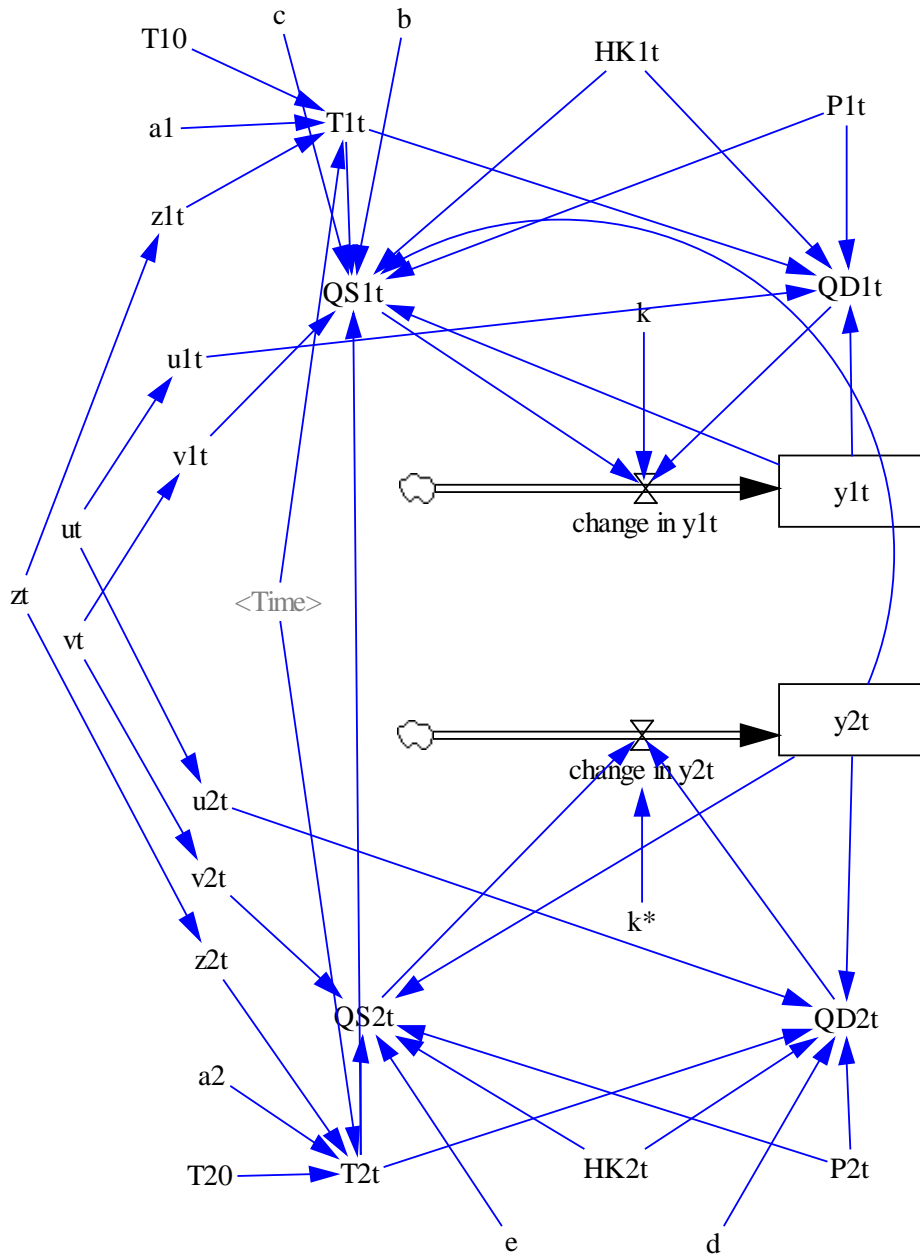 c
b
T10
HK1t
P1t
a1
T1t
z1t
QS1t
QD1t
k
u1t
v1t
y1t
change in y1t
ut
<Time>
zt
vt
y2t
change in y2t
u2t
v2t
k*
z2t
QS2t
QD2t
a2
T20
T2t
HK2t
P2t
e
d